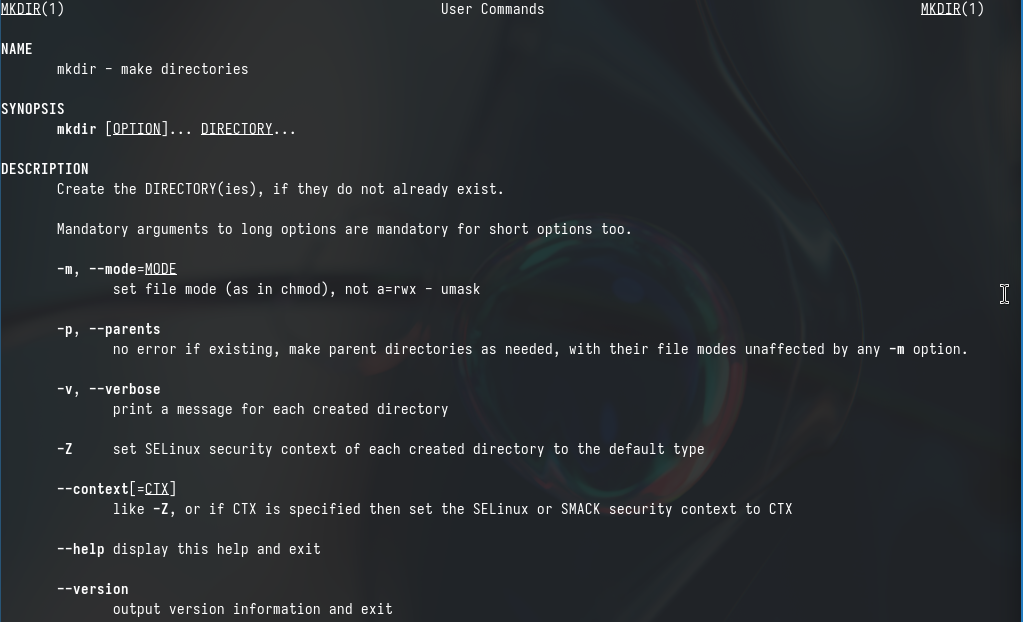 MKDIR(1) User Commands MKDIR(1)
NAME
mkdir - make directories
SYNOPSIS
mkdir [OPTION]... DIRECTORY...
DESCRIPTION
Create the DIRECTORY(ies), if they do not already exist.
Mandatory arguments to long options are mandatory for short options too.
-m, --mode=MODE
set file mode (as in chmod), not a=rwx - umask
-p, --parents
no error if existing, make parent directories as needed, with their file modes unaffected by any -m option.
-v, --verbose
print a message for each created directory
-Z set SELinux security context of each created directory to the default type
--context[=CTX]
like -Z, or if CTX is specified then set the SELinux or SMACK security context to CTX
--help display this help and exit
--version
output version information and exit